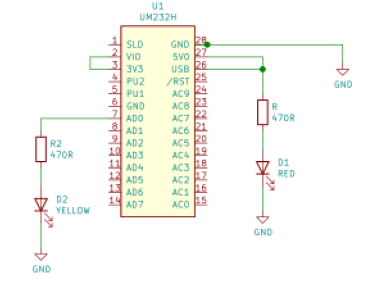 U1
UM232H
1 SLD GND 28
2 VIO 5V0 27
3 3V3 USB 26
4 PU2 /RST 25
5 PU1 AC9 24
6 GND AC8 23
7 AD0 AC7 22
8 AD1 AC6 21
9 AD2 AC5 20
10 AD3 AC4 19
11 AD4 AC3 18
12 AD5 AC2 17
13 AD6 AC1 16
14 AD7 AC0 15
GND
R
470R
R2
470R
D1
RED
D2
YELLOW
GND
GND